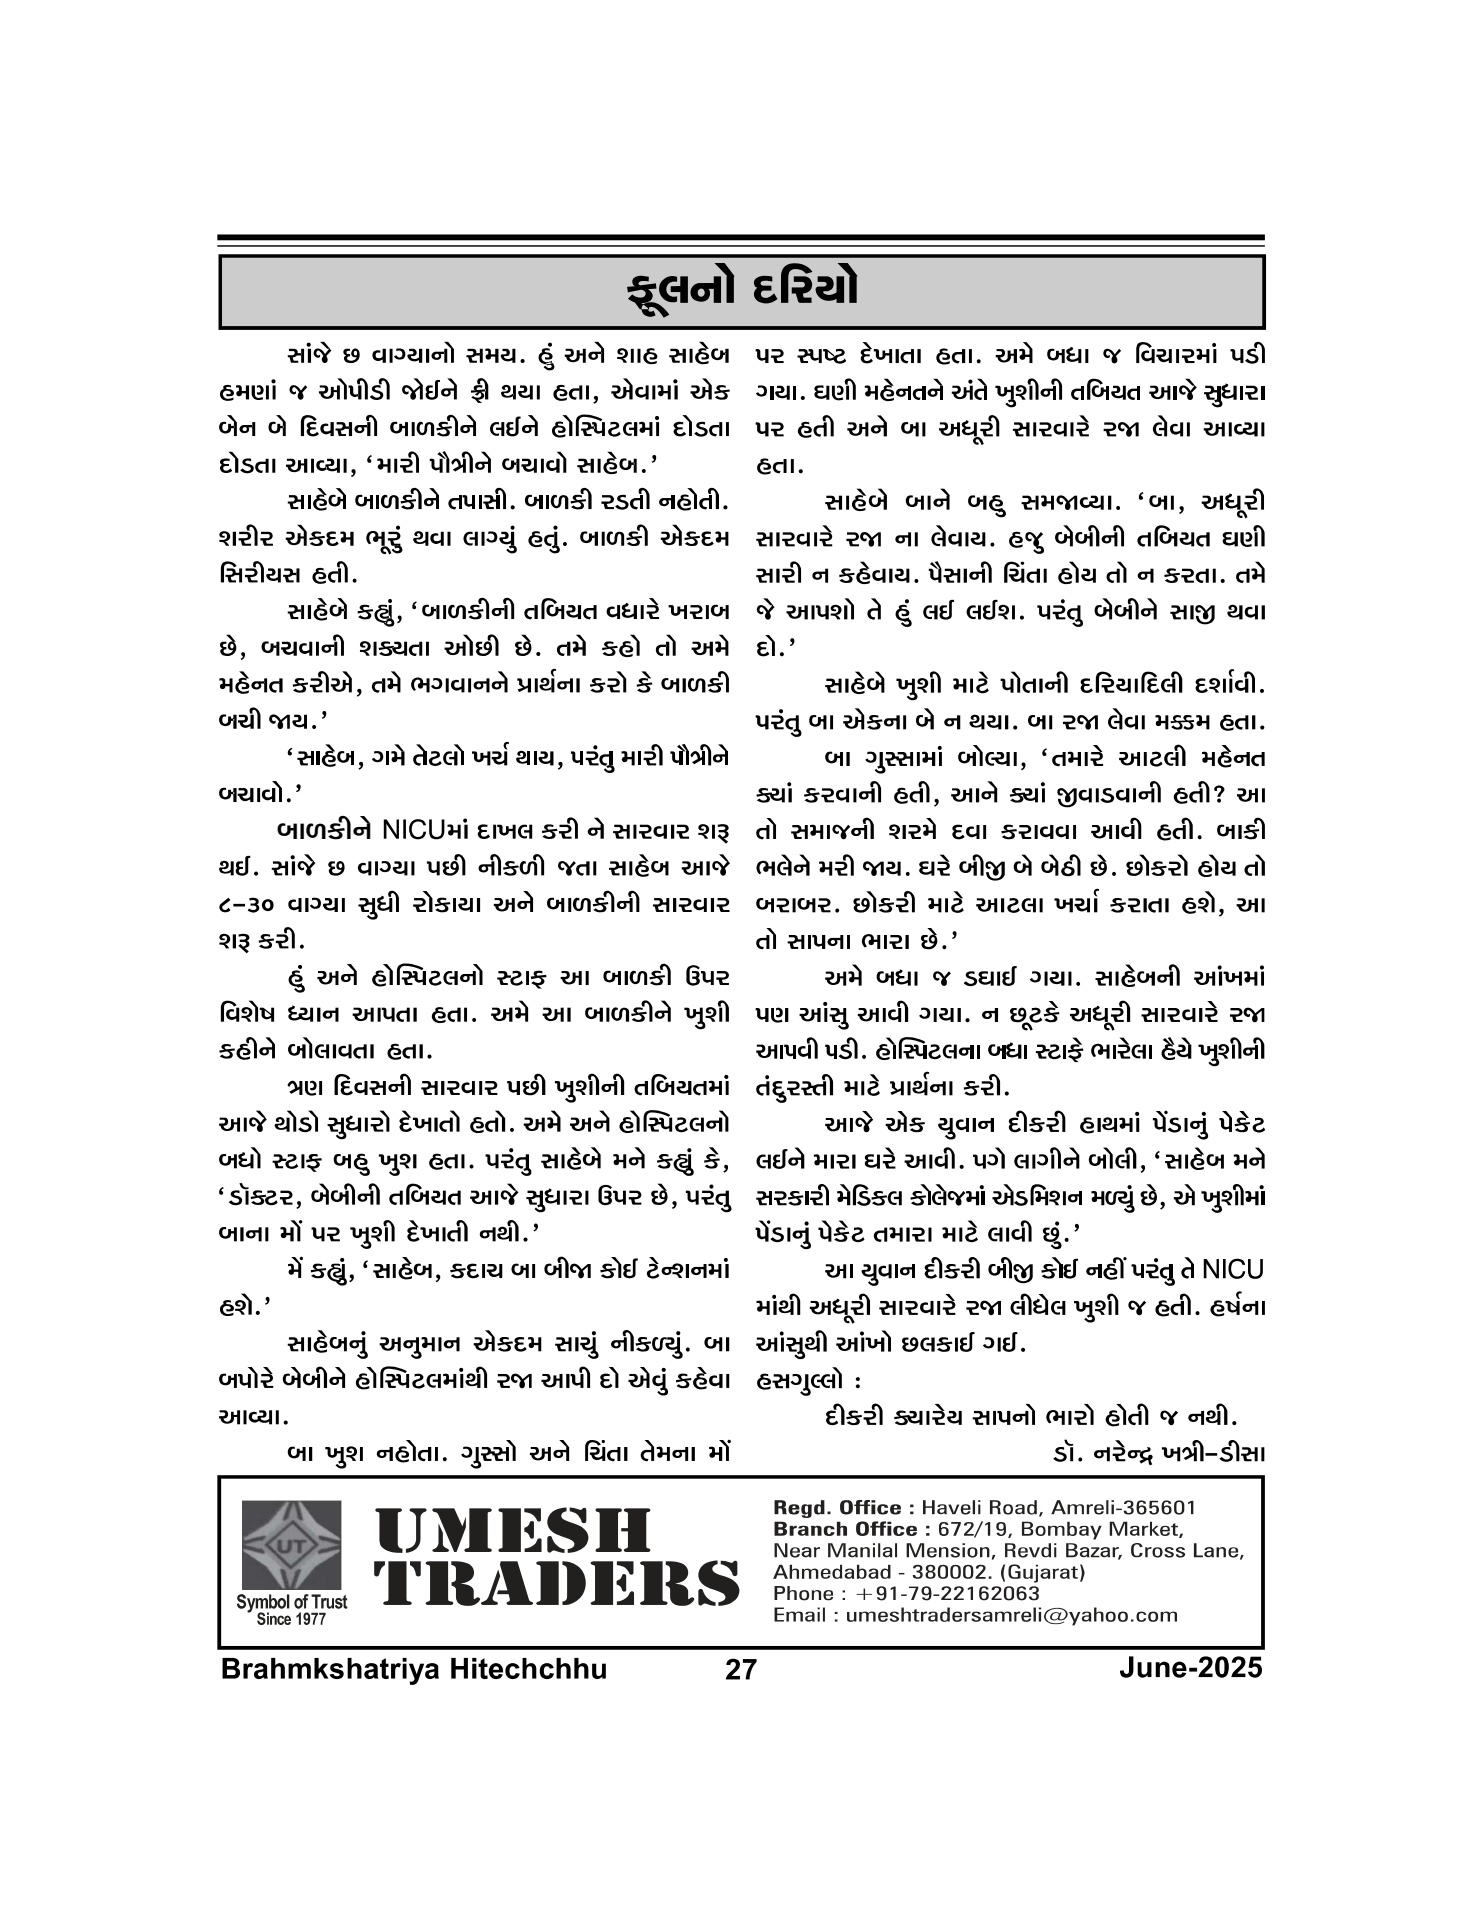 ફૂલનો દરિયો
સાંજે છ વાગ્યાનો સમય. હું અને શાહ સાહેબ
હમણાં જ ઓપીડી જોઈને ફ્રી થયા હતા, એવામાં એક
બેન બે દિવસની બાળકીને લઈને હોસ્પિટલમાં દોડતા
દોડતા આવ્યા, ‘મારી પૌત્રીને બચાવો સાહેબ.’
સાહેબે બાળકીને તપાસી. બાળકી રડતી નહોતી.
શરીર એકદમ ભૂરું થવા લાગ્યું હતું. બાળકી એકદમ
સિરીયસ હતી.
સાહેબે કહ્યું, ‘બાળકીની તબિયત વધારે ખરાબ
છે, બચવાની શક્યતા ઓછી છે. તમે કહો તો અમે
મહેનત કરીએ, તમે ભગવાનને પ્રાર્થના કરો કે બાળકી
બચી જાય.’
‘સાહેબ, ગમે તેટલો ખર્ચ થાય, પરંતુ મારી પૌત્રીને
બચાવો.’
બાળકીને NICUમાં દાખલ કરી ને સારવાર શરૂ
થઈ. સાંજે છ વાગ્યા પછી નીકળી જતા સાહેબ આજે
૮–૩૦ વાગ્યા સુધી રોકાયા અને બાળકીની સારવાર
શરૂ કરી.
હું અને હોસ્પિટલનો સ્ટાફ આ બાળકી ઉપર
વિશેષ ધ્યાન આપતા હતા. અમે આ બાળકીને ખુશી
કહીને બોલાવતા હતા.
ત્રણ દિવસની સારવાર પછી ખુશીની તબિયતમાં
આજે થોડો સુધારો દેખાતો હતો. અમે અને હોસ્પિટલનો
બધો સ્ટાફ બહુ ખુશ હતા. પરંતુ સાહેબે મને કહ્યું કે,
‘ડૉક્ટર, બેબીની તબિયત આજે સુધારા ઉપર છે, પરંતુ
બાના મોં પર ખુશી દેખાતી નથી.’
મેં કહ્યું, ‘સાહેબ, કદાચ બા બીજા કોઈ ટેન્શનમાં
હશે.’
સાહેબનું અનુમાન એકદમ સાચું નીકળ્યું. બા
બપોરે બેબીને હોસ્પિટલમાંથી રજા આપી દો એવું કહેવા
આવ્યા.
બા ખુશ નહોતા. ગુસ્સો અને ચિંતા તેમના મોં
પર સ્પષ્ટ દેખાતા હતા. અમે બધા જ વિચારમાં પડી
ગયા. ઘણી મહેનતને અંતે ખુશીની તબિયત આજે સુધારા
પર હતી અને બા અધૂરી સારવારે રજા લેવા આવ્યા
હતા.
સાહેબે બાને બહુ સમજાવ્યા. ‘બા, અધૂરી
સારવારે રજા ના લેવાય. હજુ બેબીની તબિયત ઘણી
સારી ન કહેવાય. પૈસાની ચિંતા હોય તો ન કરતા. તમે
જે આપશો તે હું લઈ લઈશ. પરંતુ બેબીને સાજી થવા
દો.’
સાહેબે ખુશી માટે પોતાની દરિયાદિલી દર્શાવી.
પરંતુ બા એકના બે ન થયા. બા રજા લેવા મક્કમ હતા.
બા ગુસ્સામાં બોલ્યા, ‘તમારે આટલી મહેનત
ક્યાં કરવાની હતી, આને ક્યાં જીવાડવાની હતી? આ
તો સમાજની શરમે દવા કરાવવા આવી હતી. બાકી
ભલેને મરી જાય. ઘરે બીજી બે બેઠી છે. છોકરો હોય તો
બરાબર. છોકરી માટે આટલા ખર્ચા કરાતા હશે, આ
તો સાપના ભારા છે.’
અમે બધા જ ડઘાઈ ગયા. સાહેબની આંખમાં
પણ આંસુ આવી ગયા. ન છૂટકે અધૂરી સારવારે રજા
આપવી પડી. હોસ્પિટલના બધા સ્ટાફે ભારેલા હૈયે ખુશીની
તંદુરસ્તી માટે પ્રાર્થના કરી.
આજે એક યુવાન દીકરી હાથમાં પેંડાનું પેકેટ
લઈને મારા ઘરે આવી. પગે લાગીને બોલી, ‘સાહેબ મને
સરકારી મેડિકલ કોલેજમાં એડમિશન મળ્યું છે, એ ખુશીમાં
પેંડાનું પેકેટ તમારા માટે લાવી છું.’
આ યુવાન દીકરી બીજી કોઈ નહીં પરંતુ તે NICU
માંથી અધૂરી સારવારે રજા લીધેલ ખુશી જ હતી. હર્ષના
આંસુથી આંખો છલકાઈ ગઈ.
હસગુલ્લો :
દીકરી ક્યારેય સાપનો ભારો હોતી જ નથી.
ડૉ. નરેન્દ્ર ખત્રી–ડીસા
UT
Symbol of Trust
Since 1977
UMESH
TRADERS
Regd. Office : Haveli Road, Amreli-365601
Branch Office : 672/19, Bombay Market,
Near Manilal Mension, Revdi Bazar, Cross Lane,
Ahmedabad - 380002. (Gujarat)
Phone : +91-79-22162063
Email : umeshtradersamreli@yahoo.com
Brahmkshatriya Hitechchhu 27 June-2025